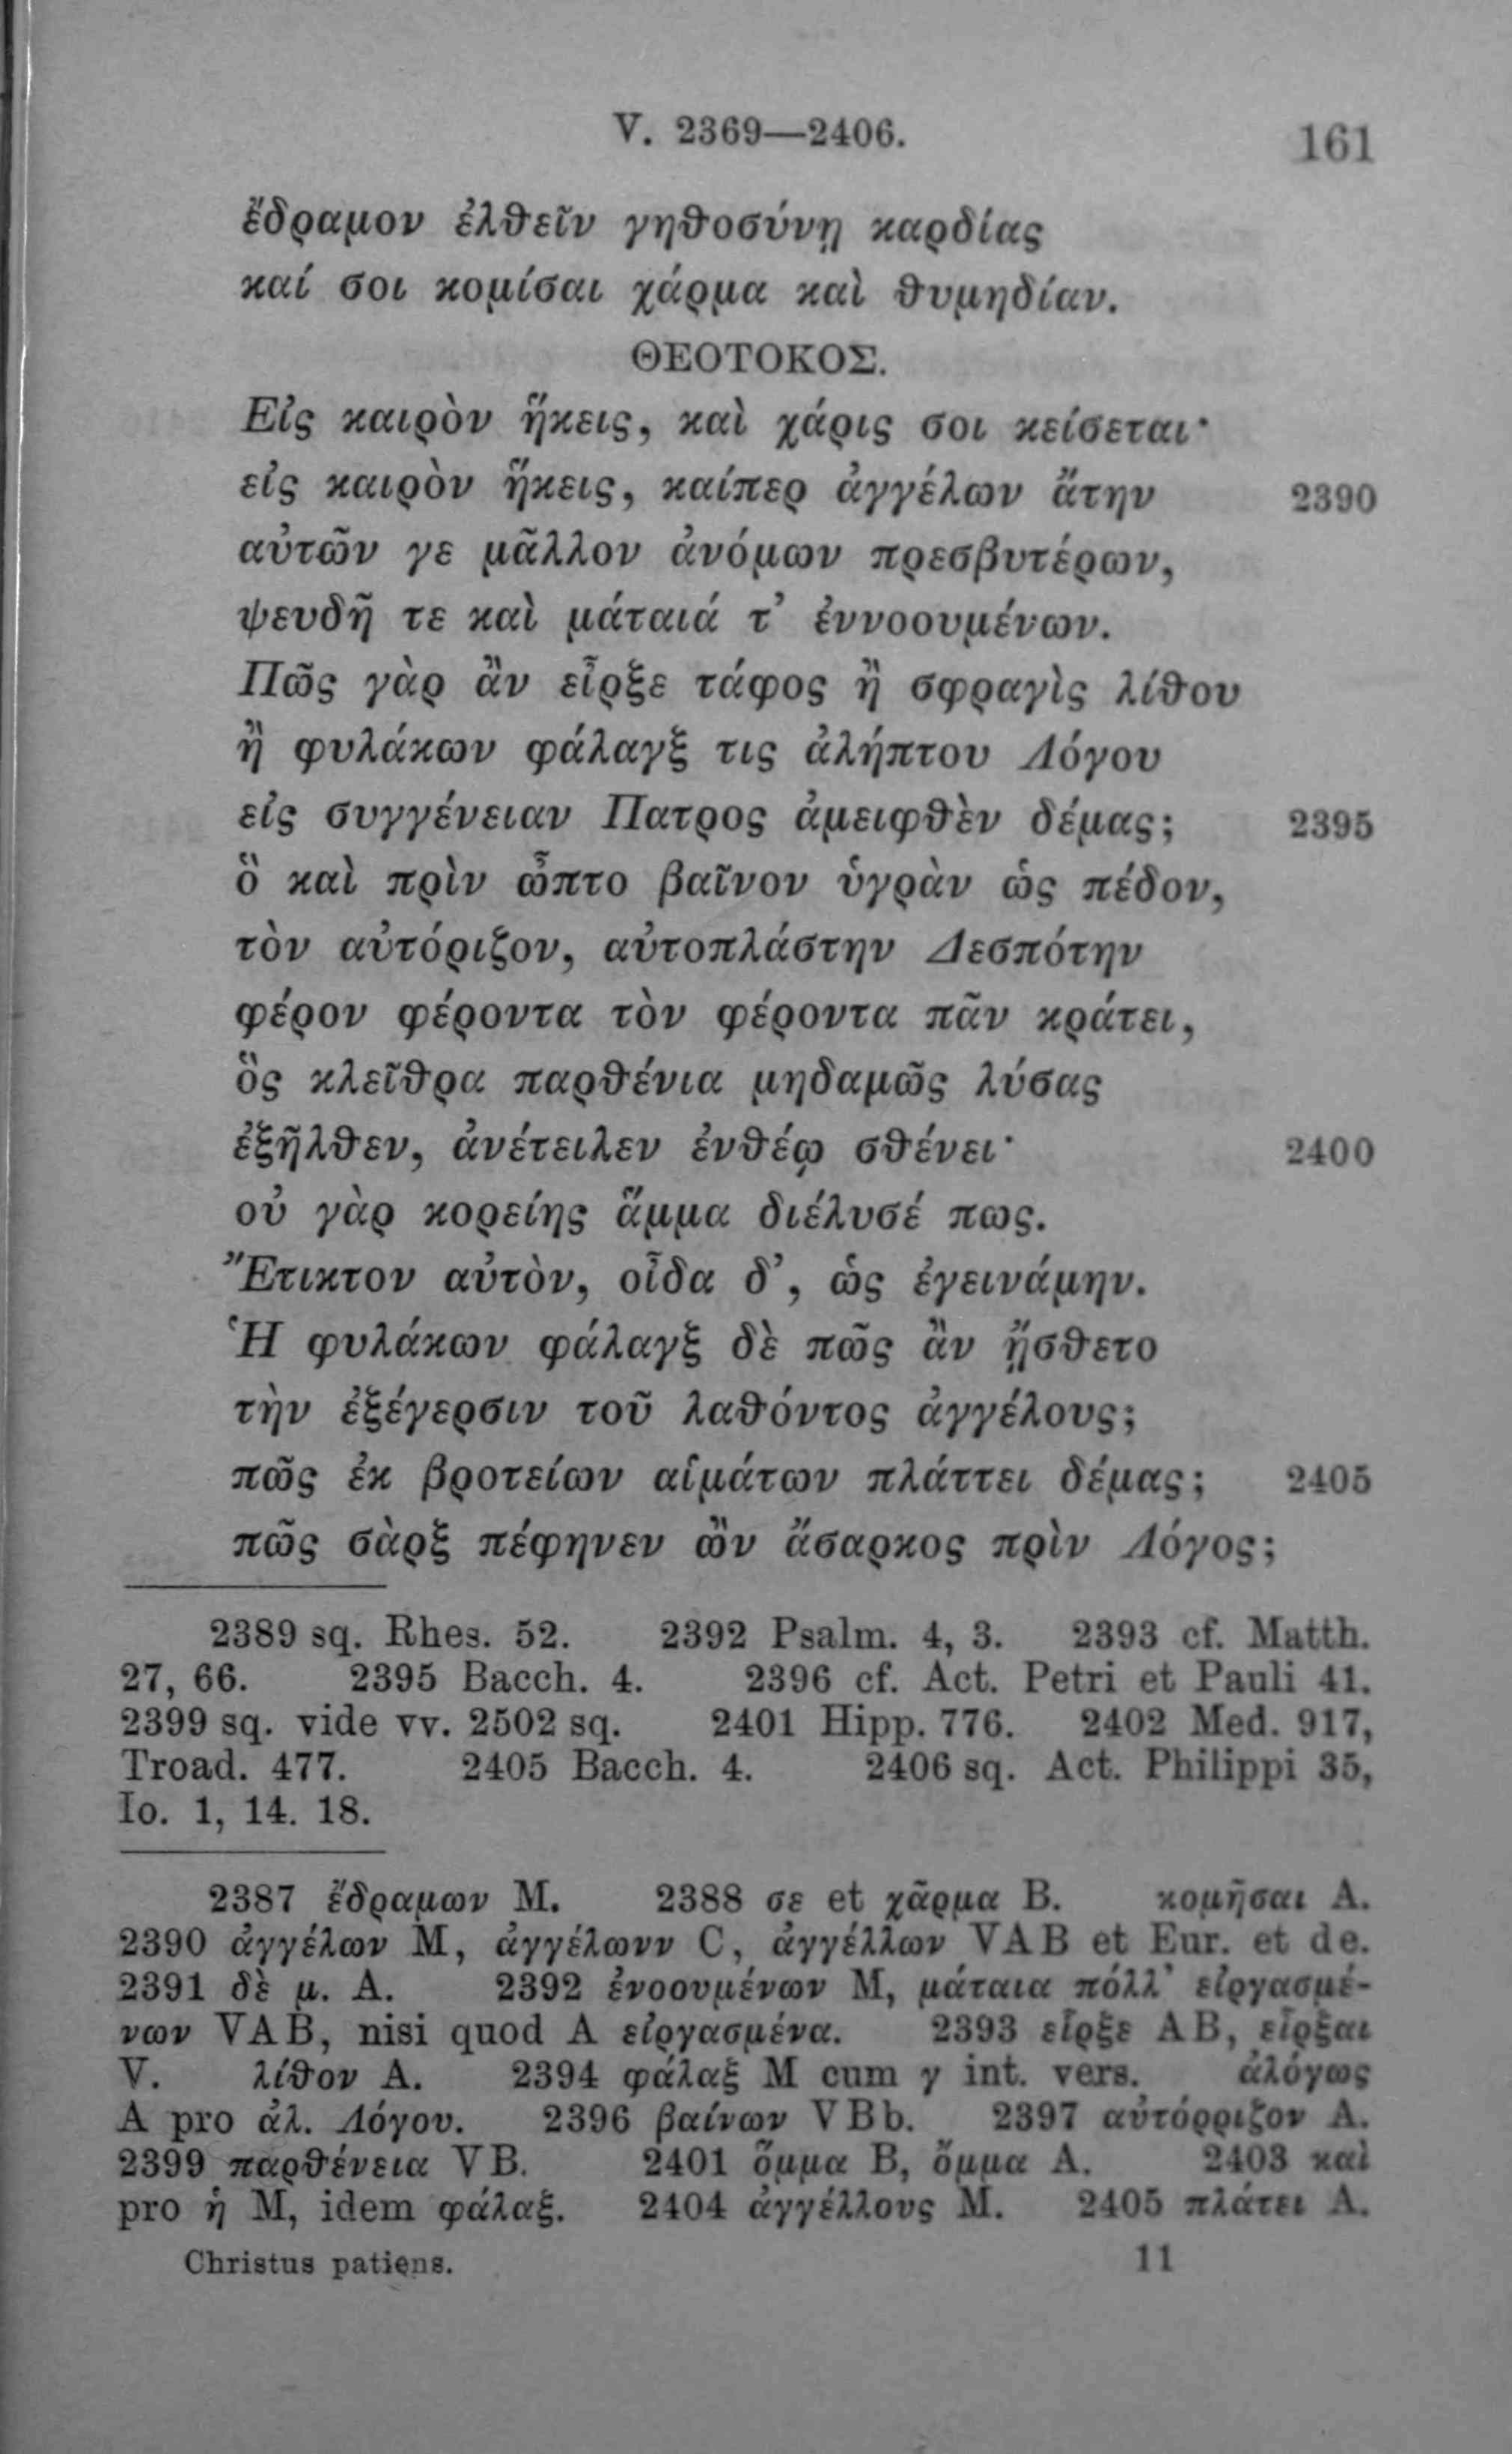 V. 2369—2406. 161
ἔδραμον ἐλθεῖν γηθοσύνῃ καρδίας
καί σοι κομίσαι χάρμα καὶ θυμηδίαν.
ΘΕΟΤΟΚΟΣ.
Εἰς καιρὸν ἥκεις, καὶ χάρις σοι κείσεται·
εἰς καιρὸν ἥκεις, καίπερ ἀγγέλων ἄτην 2390
αὐτῶν γε μᾶλλον ἀνόμων πρεσβυτέρων,
ψευδῆ τε καὶ μάταιά τ’ ἐννοουμένων.
Πῶς γὰρ ἂν εἶρξε τάφος ἢ σφραγὶς λίθου
ἢ φυλάκων φάλαγξ τις ἀλήπτου Λόγου
εἰς συγγένειαν Πατρος ἀμειφθὲν δέμας; 2395
ὃ καὶ πρὶν ὦπτο βαῖνον ὑγρὰν ὡς πέδον,
τὸν αὐτόριζον, αὐτοπλάστην Δεσπότην
φέρον φέροντα τὸν φέροντα πᾶν κράτει,
ὃς κλεῖθρα παρθένια μηδαμῶς λύσας
ἐξῆλθεν, ἀνέτειλεν ἐνθέῳ σθένει· 2400
οὐ γὰρ κορείης ἅμμα διέλυσέ πως.
Ἔτικτον αὐτὸν, οἶδα δ’, ὡς ἐγεινάμην.
Ἡ φυλάκων φάλαγξ δὲ πῶς ἂν ᾔσθετο
τὴν ἐξέγερσιν τοῦ λαθόντος ἀγγέλους;
πῶς ἐκ βροτείων αἱμάτων πλάττει δέμας; 2405
πῶς σὰρξ πέφηνεν ὢν ἄσαρκος πρὶν Λόγος;
2389 sq. Rhes. 52. 2392 Psalm. 4, 3. 2393 cf. Matth.
27, 66. 2395 Bacch. 4. 2396 cf. Act. Petri et Pauli 41.
2399 sq. vide vv. 2502 sq. 2401 Hipp. 776. 2402 Med. 917,
Troad. 477. 2405 Bacch. 4. 2406 sq. Act. Philippi 35,
Io. 1, 14. 18.
2387 ἔδραμων M. 2388 σε et χᾶρμα B. κομῆσαι A.
2390 ἀγγέλων M, ἀγγέλωνν C, ἀγγέλλων VAB et Eur. et de.
2391 δὲ μ. A. 2392 ἐνοουμένων M, μάταια πόλλ’ εἰργασμέ-
νων VAB, nisi quod A εἰργασμένα. 2393 εἷρξε AB, εἷρξαι
V. λίθον A. 2394 φάλαξ M cum γ int. vers. ἀλόγως
A pro ἀλ. Λόγου. 2396 βαίνων VBb. 2397 αὐτόρριζον A.
2399 παρθένεια VB. 2401 ὅμμα B, ὄμμα A. 2403 καὶ
pro ἡ M, idem φάλαξ. 2404 ἀγγέλλους M. 2405 πλάτει A.
Christus patiens. 11